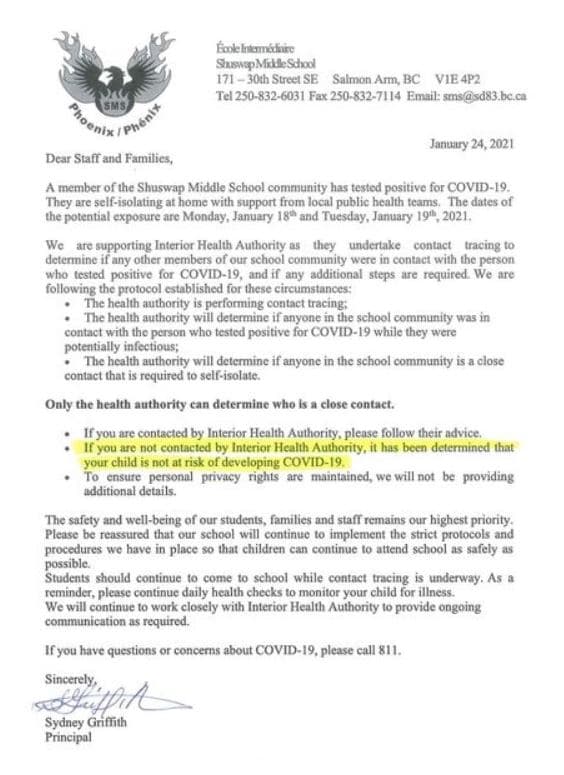 SMS
Phoenix / Phénix
École Intermédiaire
Shuswap Middle School
171 – 30th Street SE Salmon Arm, BC V1E 4P2
Tel 250-832-6031 Fax 250-832-7114 Email: sms@sd83.bc.ca
January 24, 2021
Dear Staff and Families,
A member of the Shuswap Middle School community has tested positive for COVID-19.
They are self-isolating at home with support from local public health teams. The dates of
the potential exposure are Monday, January 18th and Tuesday, January 19th, 2021.
We are supporting Interior Health Authority as they undertake contact tracing to
determine if any other members of our school community were in contact with the person
who tested positive for COVID-19, and if any additional steps are required. We are
following the protocol established for these circumstances:
• The health authority is performing contact tracing;
• The health authority will determine if anyone in the school community was in
contact with the person who tested positive for COVID-19 while they were
potentially infectious;
• The health authority will determine if anyone in the school community is a close
contact that is required to self-isolate.
Only the health authority can determine who is a close contact.
• If you are contacted by Interior Health Authority, please follow their advice.
• If you are not contacted by Interior Health Authority, it has been determined that
your child is not at risk of developing COVID-19.
• To ensure personal privacy rights are maintained, we will not be providing
additional details.
The safety and well-being of our students, families and staff remains our highest priority.
Please be reassured that our school will continue to implement the strict protocols and
procedures we have in place so that children can continue to attend school as safely as
possible.
Students should continue to come to school while contact tracing is underway. As a
reminder, please continue daily health checks to monitor your child for illness.
We will continue to work closely with Interior Health Authority to provide ongoing
communication as required.
If you have questions or concerns about COVID-19, please call 811.
Sincerely,
Sydney Griffith
Principal